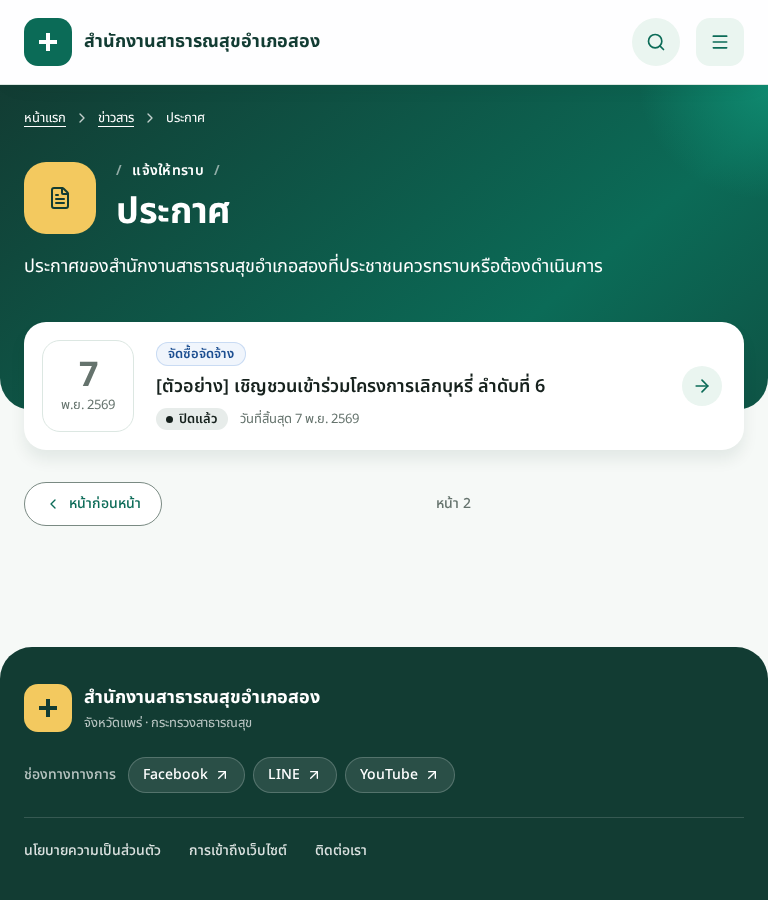 สำนักงานสาธารณสุขอำเภอสอง
หน้าแรก > ข่าวสาร > ประกาศ
/ แจ้งให้ทราบ /
ประกาศ
ประกาศของสำนักงานสาธารณสุขอำเภอสองที่ประชาชนควรทราบหรือต้องดำเนินการ
7
พ.ย. 2569
จัดซื้อจัดจ้าง
[ตัวอย่าง] เชิญชวนเข้าร่วมโครงการเลิกบุหรี่ ลำดับที่ 6
ปิดแล้ว วันที่สิ้นสุด 7 พ.ย. 2569
หน้าก่อนหน้า
หน้า 2
สำนักงานสาธารณสุขอำเภอสอง
จังหวัดแพร่ · กระทรวงสาธารณสุข
ช่องทางทางการ Facebook LINE YouTube
นโยบายความเป็นส่วนตัว การเข้าถึงเว็บไซต์ ติดต่อเรา